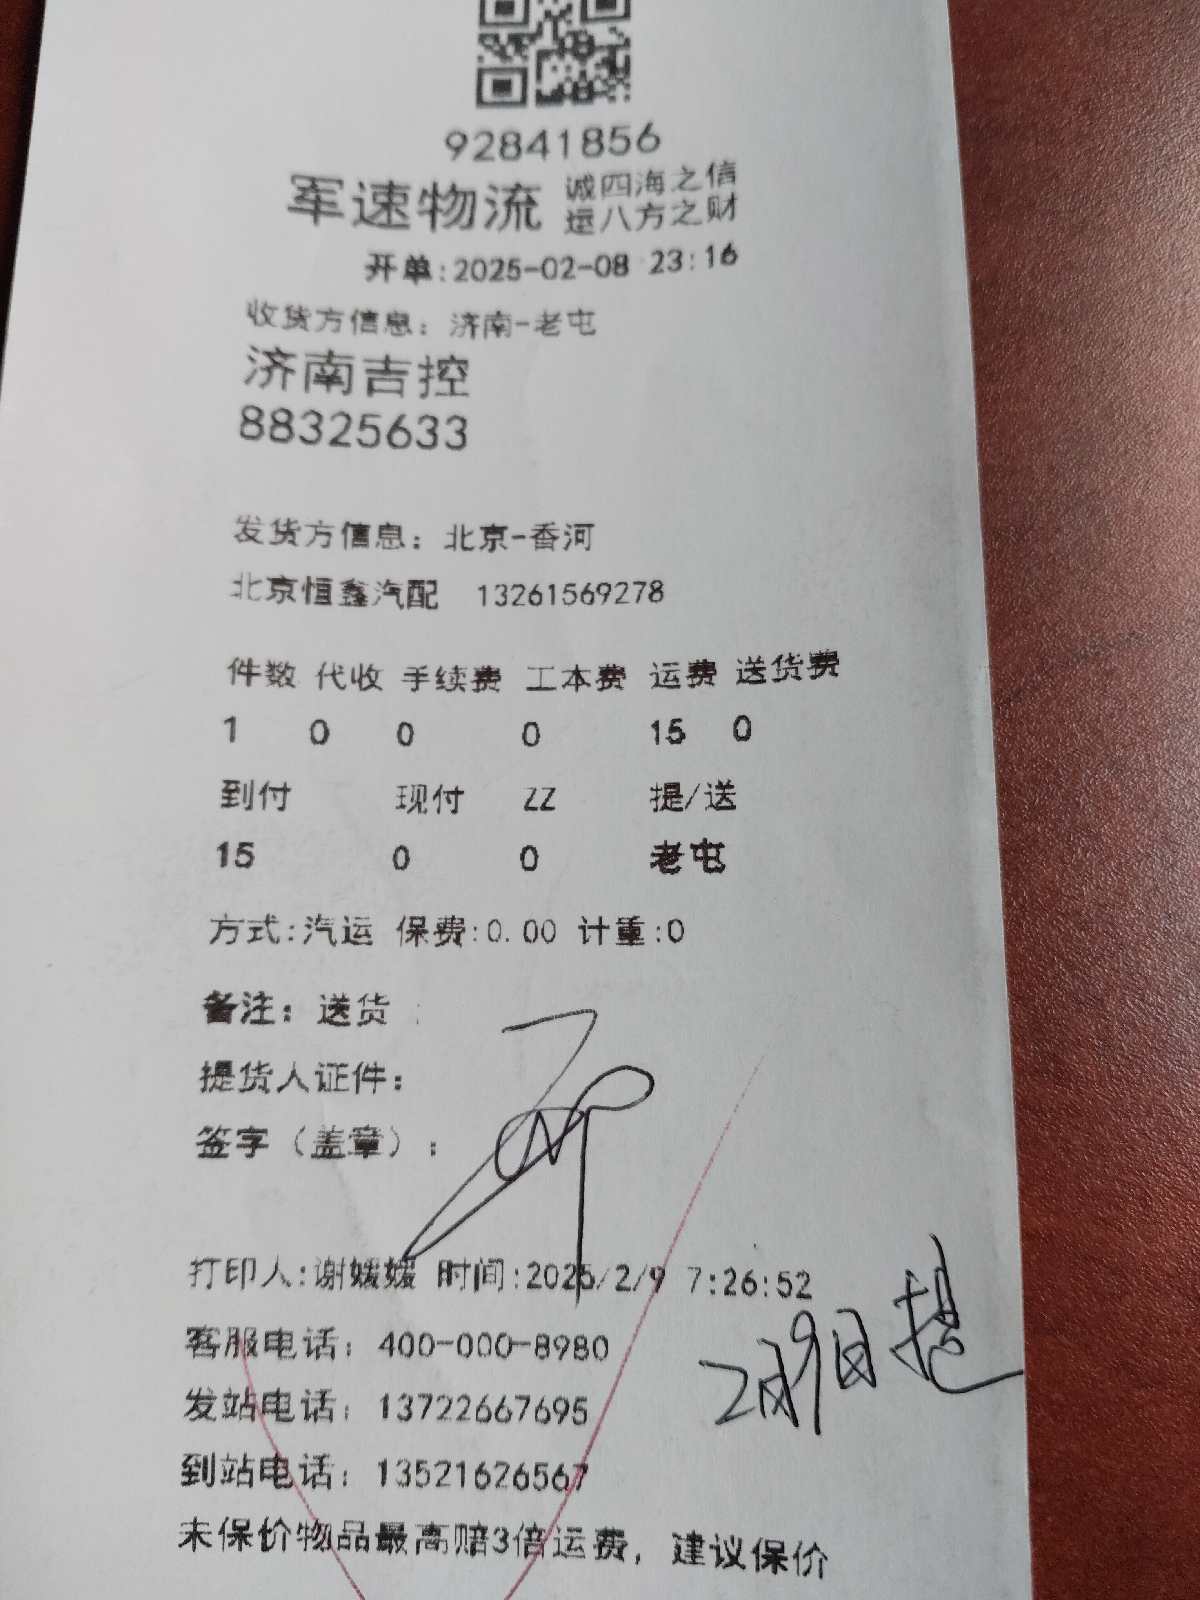 92841856
军速物流 诚四海之信
运八方之财
开单:2025-02-08 23:16
收货方信息: 济南-老屯
济南吉控
88325633
发货方信息: 北京-香河
北京恒鑫汽配 13261569278
件数 代收 手续费 工本费 运费 送货费
1 0 0 0 15 0
到付 现付 ZZ 提/送
15 0 0 老屯
方式:汽运 保费:0.00 计重:0
备注: 送货 :
提货人证件:
签字（盖章）:
打印人:谢媛媛 时间:2025/2/9 7:26:52
客服电话: 400-000-8980
2月9日提
发站电话: 13722667695
到站电话: 13521626567
未保价物品最高赔3倍运费, 建议保价